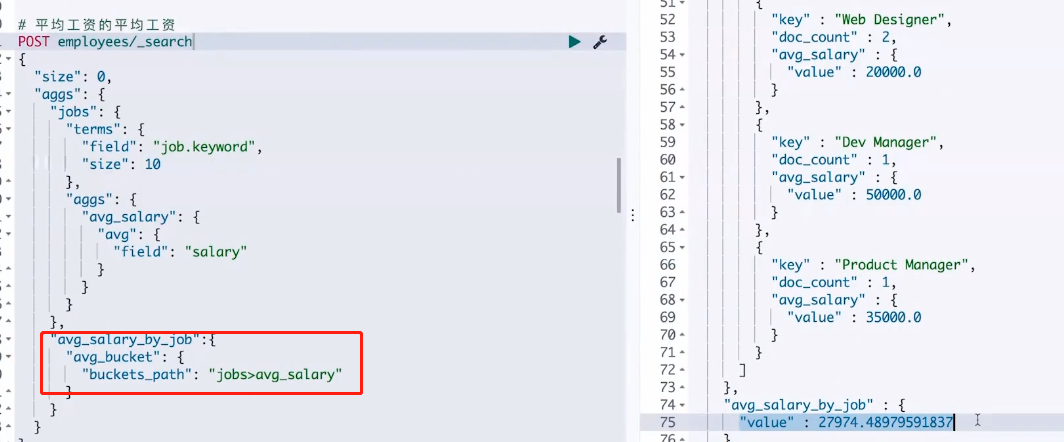 # 平均工资的平均工资
POST employees/_search
{
"size": 0,
"aggs": {
"jobs": {
"terms": {
"field": "job.keyword",
"size": 10
},
"aggs": {
"avg_salary": {
"avg": {
"field": "salary"
}
}
}
},
"avg_salary_by_job":{
"avg_bucket": {
"buckets_path": "jobs>avg_salary"
}
}
}
51 {
52 "key" : "Web Designer",
53 "doc_count" : 2,
54 "avg_salary" : {
55 "value" : 20000.0
56 }
57 },
58 {
59 "key" : "Dev Manager",
60 "doc_count" : 1,
61 "avg_salary" : {
62 "value" : 50000.0
63 }
64 },
65 {
66 "key" : "Product Manager",
67 "doc_count" : 1,
68 "avg_salary" : {
69 "value" : 35000.0
70 }
71 }
72 ]
73 },
74 "avg_salary_by_job" : {
75 "value" : 27974.48979591837
76 }